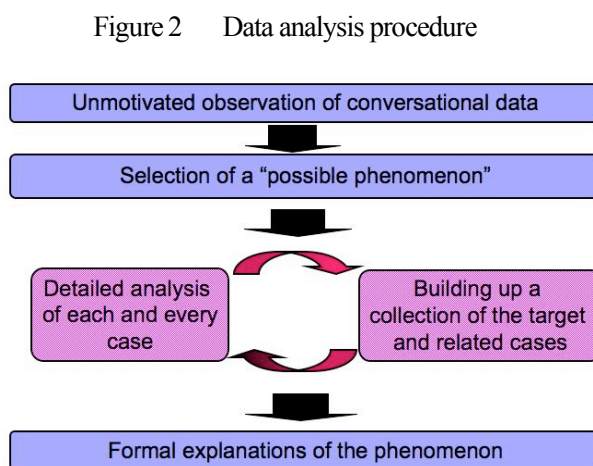 Figure 2 Data analysis procedure
Unmotivated observation of conversational data
Selection of a “possible phenomenon”
Detailed analysis
of each and every
case
Building up a
collection of the target
and related cases
Formal explanations of the phenomenon